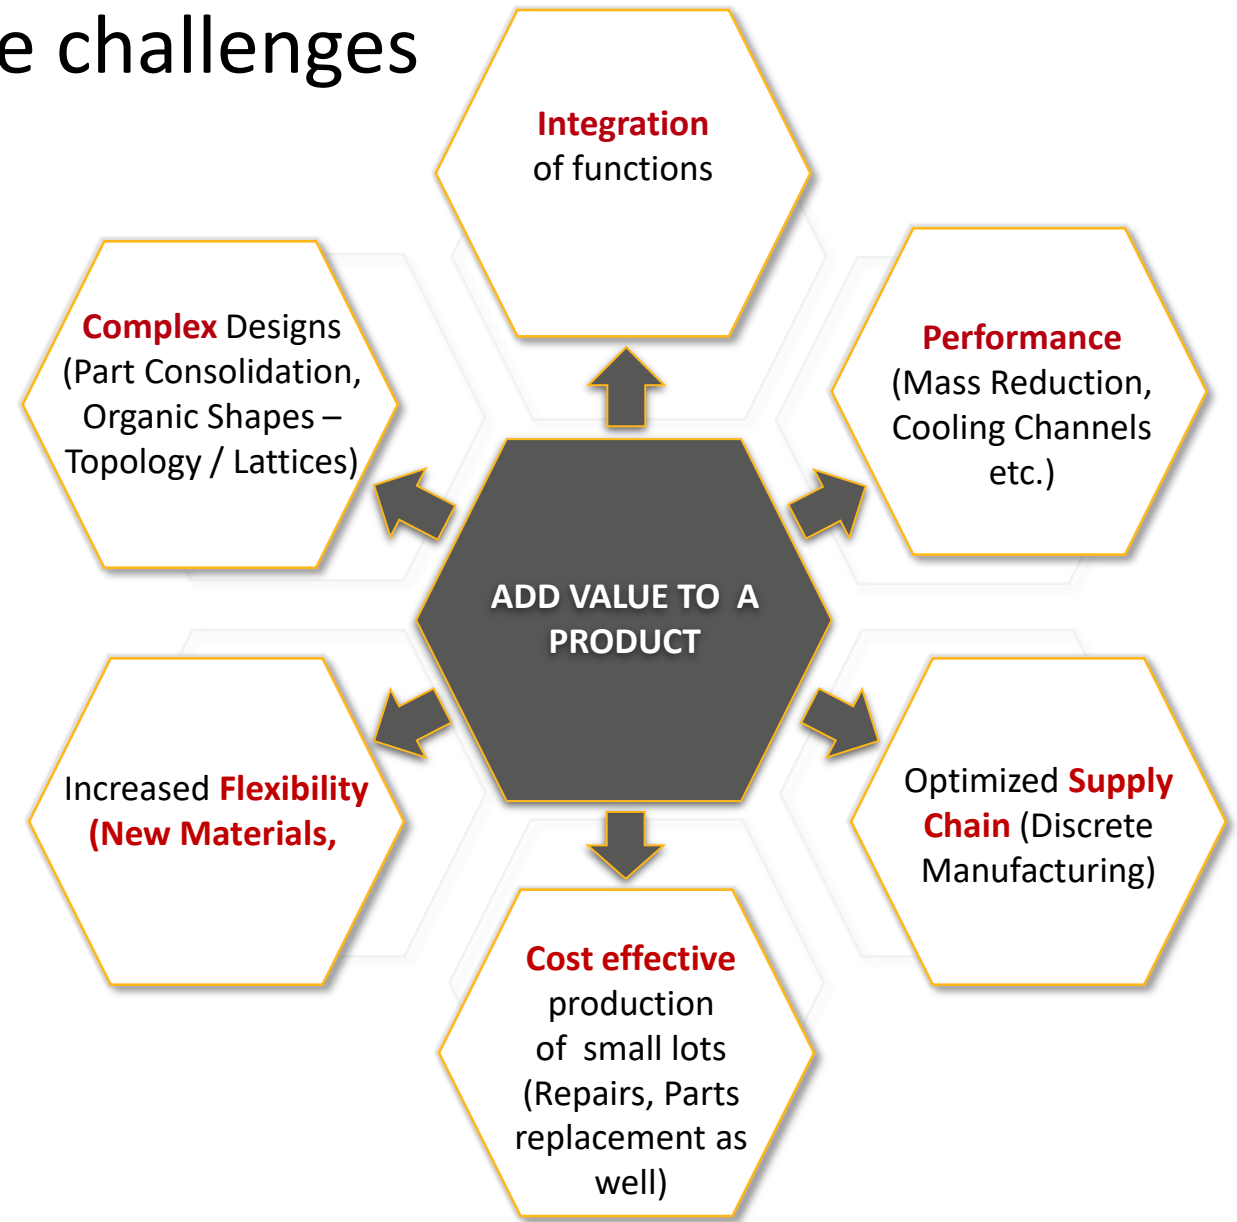 e challenges
Integration
of functions
Complex Designs
(Part Consolidation,
Organic Shapes –
Topology / Lattices)
Performance
(Mass Reduction,
Cooling Channels
etc.)
ADD VALUE TO  A
PRODUCT
Increased Flexibility
(New Materials,
Optimized Supply
Chain (Discrete
Manufacturing)
Cost effective
production
of  small lots
(Repairs, Parts
replacement as
well)